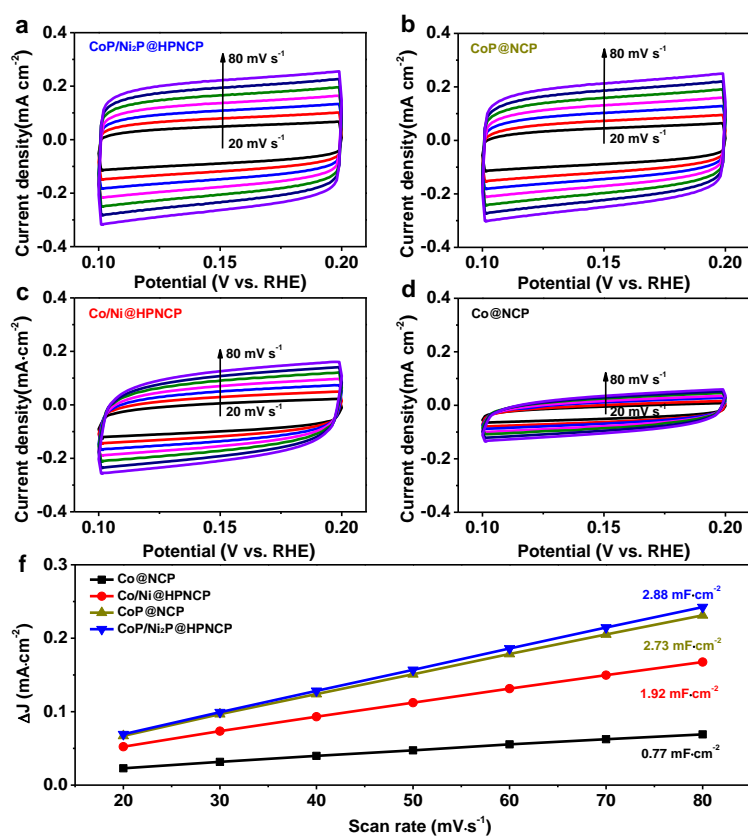 a
CoP/Ni₂P@HPNCP
80 mV s⁻¹
20 mV s⁻¹
Current density(mA cm⁻²)
0.4
0.2
0.0
-0.2
-0.4
0.10
0.15
0.20
Potential (V vs. RHE)
b
CoP@NCP
80 mV s⁻¹
20 mV s⁻¹
Current density(mA cm⁻²)
0.4
0.2
0.0
-0.2
-0.4
0.10
0.15
0.20
Potential (V vs. RHE)
c
Co/Ni@HPNCP
80 mV s⁻¹
20 mV s⁻¹
Current density(mA·cm⁻²)
0.4
0.2
0.0
-0.2
-0.4
0.10
0.15
0.20
Potential (V vs. RHE)
d
Co@NCP
80 mV s⁻¹
20 mV s⁻¹
Current density(mA cm⁻²)
0.4
0.2
0.0
-0.2
-0.4
0.10
0.15
0.20
Potential (V vs. RHE)
f
Co@NCP
Co/Ni@HPNCP
CoP@NCP
CoP/Ni₂P@HPNCP
2.88 mF·cm⁻²
2.73 mF·cm⁻²
1.92 mF·cm⁻²
0.77 mF·cm⁻²
ΔJ (mA·cm⁻²)
0.3
0.2
0.1
0.0
20
30
40
50
60
70
80
Scan rate (mV·s⁻¹)